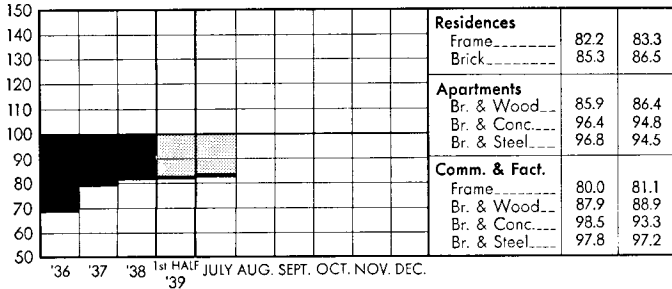 150
140
130
120
110
100
90
80
70
60
50
'36 '37 '38 1st HALF '39 JULY AUG. SEPT. OCT. NOV. DEC.
Residences
Frame 82.2 83.3
Brick 85.3 86.5
Apartments
Br. & Wood 85.9 86.4
Br. & Conc. 96.4 94.8
Br. & Steel 96.8 94.5
Comm. & Fact.
Frame 80.0 81.1
Br. & Wood 87.9 88.9
Br. & Conc. 98.5 93.3
Br. & Steel 97.8 97.2